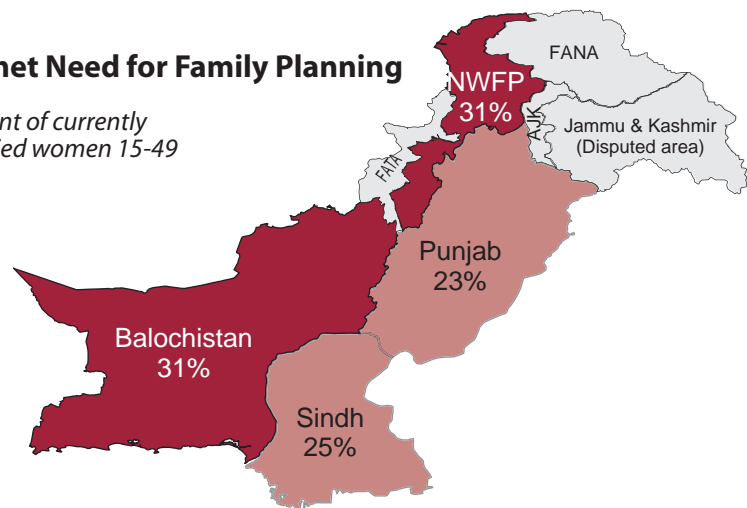 net Need for Family Planning
nt of currently
ied women 15-49
FANA
NWFP
31%
AJK
Jammu & Kashmir
(Disputed area)
FATA
Punjab
23%
Balochistan
31%
Sindh
25%